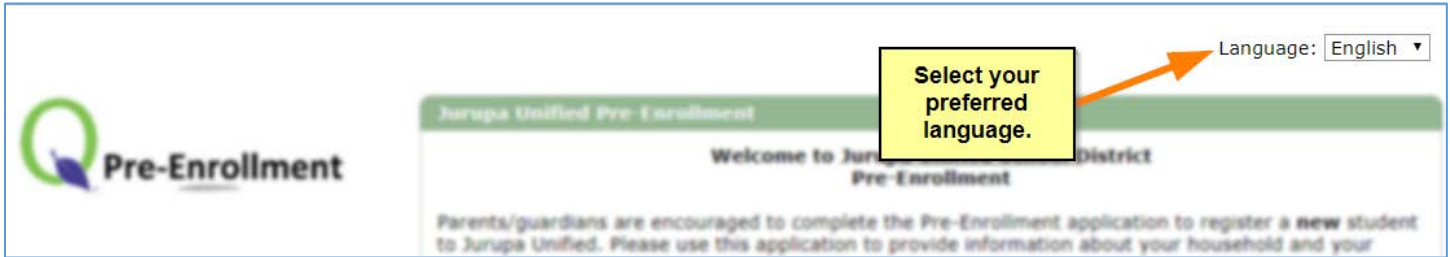 Language: English
Select your
preferred
language.
Jurupa Unified Pre-Enrollment
Pre-Enrollment
Welcome to Jur District
Pre-Enrollment
Parents/guardians are encouraged to complete the Pre-Enrollment application to register a new student
to Jurupa Unified. Please use this application to provide information about your household and your